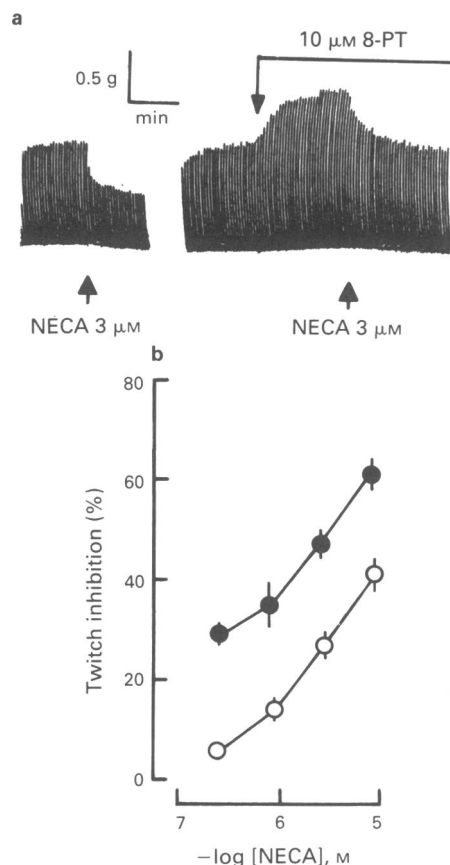 a
10 μM 8-PT
0.5 g
min
NECA 3 μM
NECA 3 μM
b
80
60
40
20
0
Twitch inhibition (%)
7
6
5
−log [NECA], M